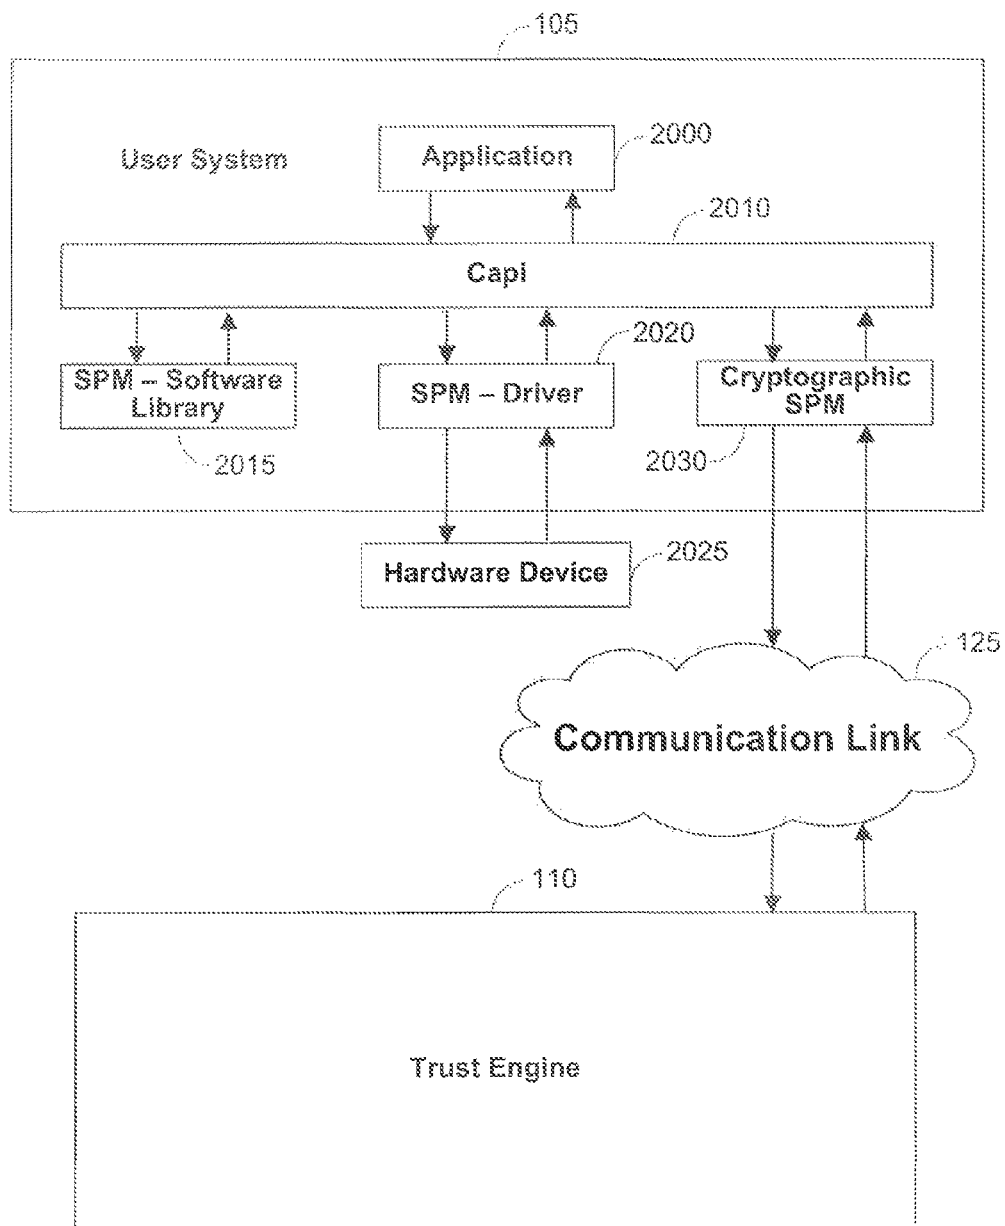 105
User System
Application
2000
2010
Capi
2020
SPM – Software
Library
SPM – Driver
Cryptographic
SPM
2015
2030
Hardware Device
2025
125
Communication Link
110
Trust Engine